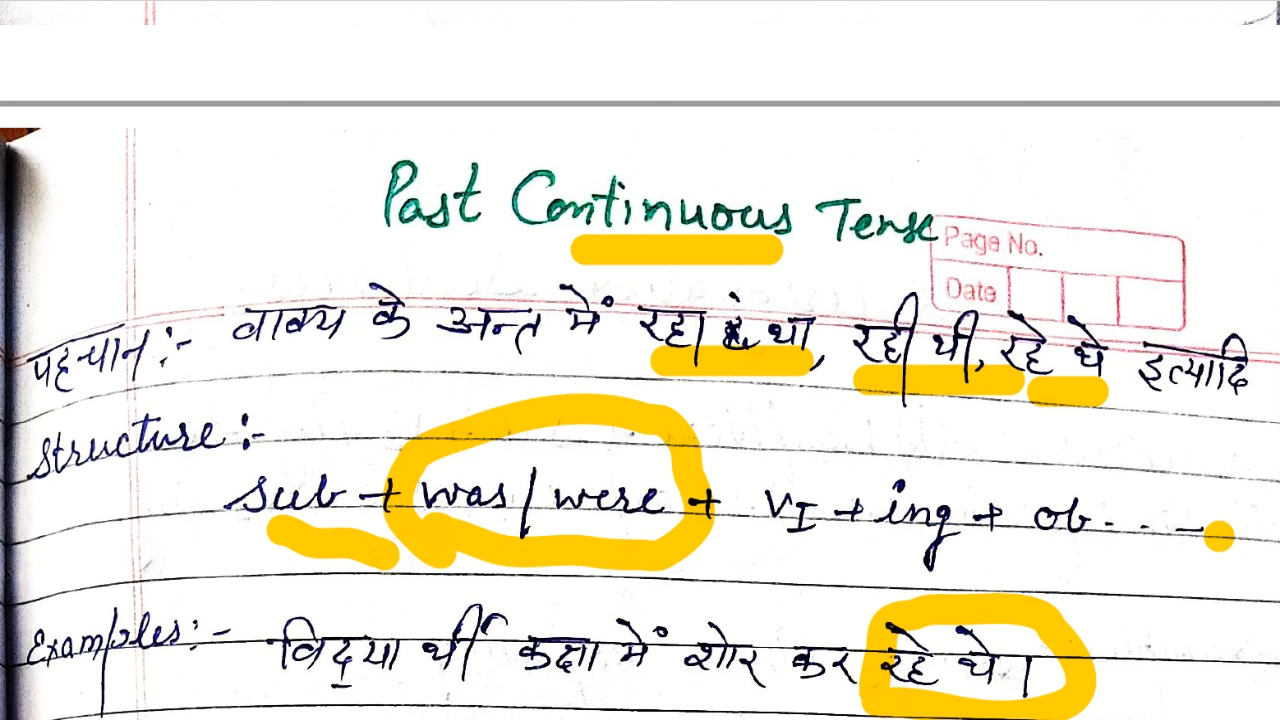 Past Continuous Tense
Page No.
Date
पहचान :- वाक्य के अन्त में रहा था, रही थी, रहे थे इत्यादि
Structure :-
Sub + was / were + VI + ing + ob....
Examples :- विद्यार्थी कक्षा में शोर कर रहे थे।